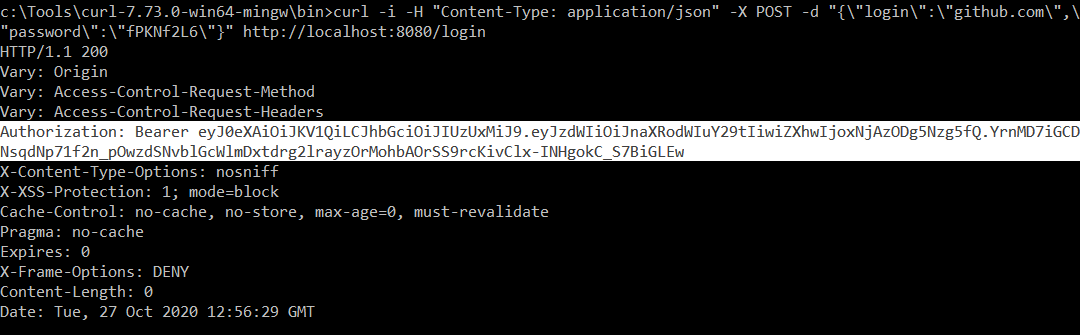 c:\Tools\curl-7.73.0-win64-mingw\bin>curl -i -H "Content-Type: application/json" -X POST -d "{\"login\":\"github.com\",\
"password\":\"fPKNf2L6\"}" http://localhost:8080/login
HTTP/1.1 200
Vary: Origin
Vary: Access-Control-Request-Method
Vary: Access-Control-Request-Headers
Authorization: Bearer eyJ0eXAiOiJKV1QiLCJhbGciOiJIUzUxMiJ9.eyJzdWIiOiJnaXRodWIuY29tIiwiZXhwIjoxNjAzODg5Nzg5fQ.YrnMD7iGCD
NsqdNp71f2n_pOwzdSNvblGcWlmDxtdrg2lrayzOrMohbAOrSS9rcKivClx-INHgokC_S7BiGLEw
X-Content-Type-Options: nosniff
X-XSS-Protection: 1; mode=block
Cache-Control: no-cache, no-store, max-age=0, must-revalidate
Pragma: no-cache
Expires: 0
X-Frame-Options: DENY
Content-Length: 0
Date: Tue, 27 Oct 2020 12:56:29 GMT